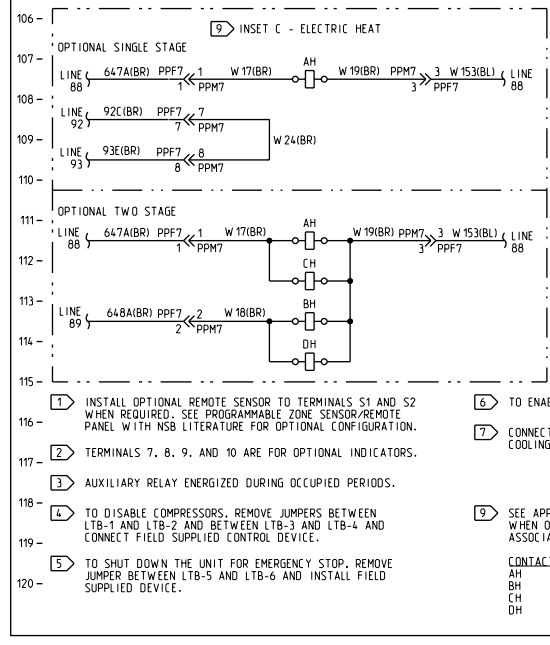 106 -
9 INSET C - ELECTRIC HEAT
OPTIONAL SINGLE STAGE
107 -
AH
LINE 88 647A(BR) PPF7 1 W 17(BR) W 19(BR) PPM7 3 W 153(BL) LINE 88
1 PPM7 3 PPF7
108 -
LINE 92 92C(BR) PPF7 7
7 PPM7
109 -
W 24(BR)
LINE 93 93E(BR) PPF7 8
8 PPM7
110 -
OPTIONAL TWO STAGE
111 -
AH
LINE 88 647A(BR) PPF7 1 W 17(BR) W 19(BR) PPM7 3 W 153(BL) LINE 88
1 PPM7 3 PPF7
112 -
CH
113 -
BH
LINE 89 648A(BR) PPF7 2 W 18(BR)
2 PPM7
114 -
DH
115 -
1 INSTALL OPTIONAL REMOTE SENSOR TO TERMINALS S1 AND S2
WHEN REQUIRED. SEE PROGRAMMABLE ZONE SENSOR/REMOTE
116 -
PANEL WITH NSB LITERATURE FOR OPTIONAL CONFIGURATION.
2 TERMINALS 7. 8. 9. AND 10 ARE FOR OPTIONAL INDICATORS.
117 -
3 AUXILIARY RELAY ENERGIZED DURING OCCUPIED PERIODS.
118 -
4 TO DISABLE COMPRESSORS. REMOVE JUMPERS BETWEEN
LTB-1 AND LTB-2 AND BETWEEN LTB-3 AND LTB-4 AND
CONNECT FIELD SUPPLIED CONTROL DEVICE.
119 -
5 TO SHUT DOWN THE UNIT FOR EMERGENCY STOP. REMOVE
JUMPER BETWEEN LTB-5 AND LTB-6 AND INSTALL FIELD
120 -
SUPPLIED DEVICE.
6 TO ENAB
7 CONNECT
COOLING
9 SEE APP
WHEN O
ASSOCIA
CONTACT
AH
BH
CH
DH